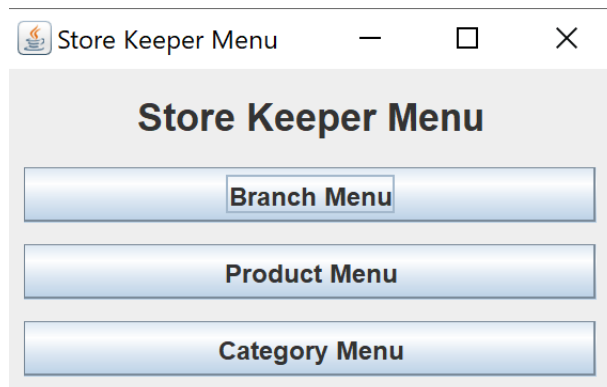 Store Keeper Menu
Store Keeper Menu
Branch Menu
Product Menu
Category Menu